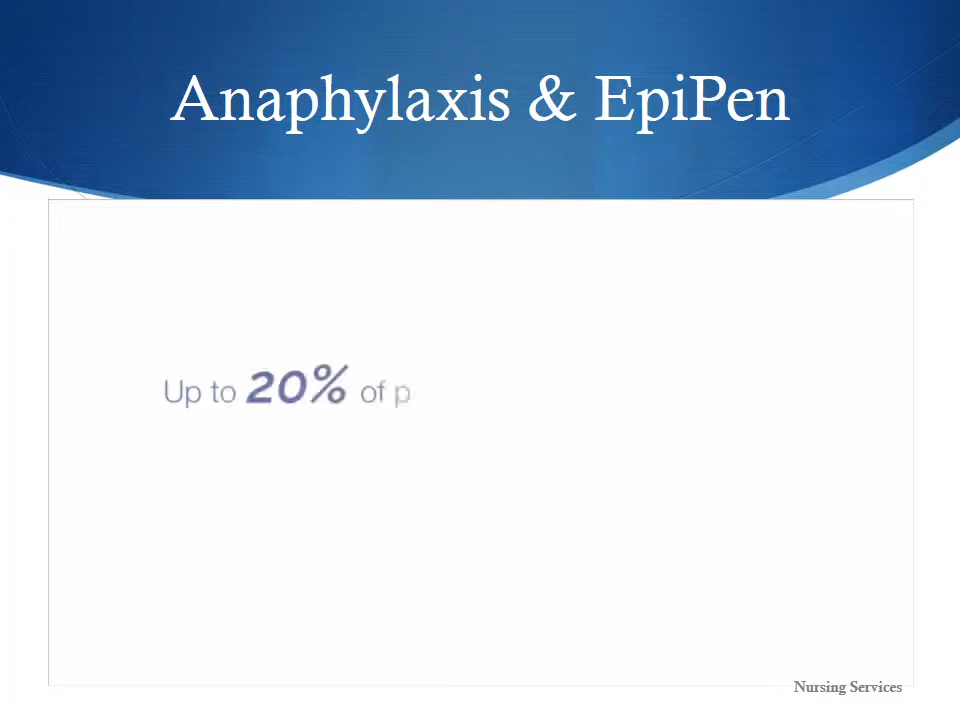 Anaphylaxis & EpiPen
Up to 20% of p
Nursing Services